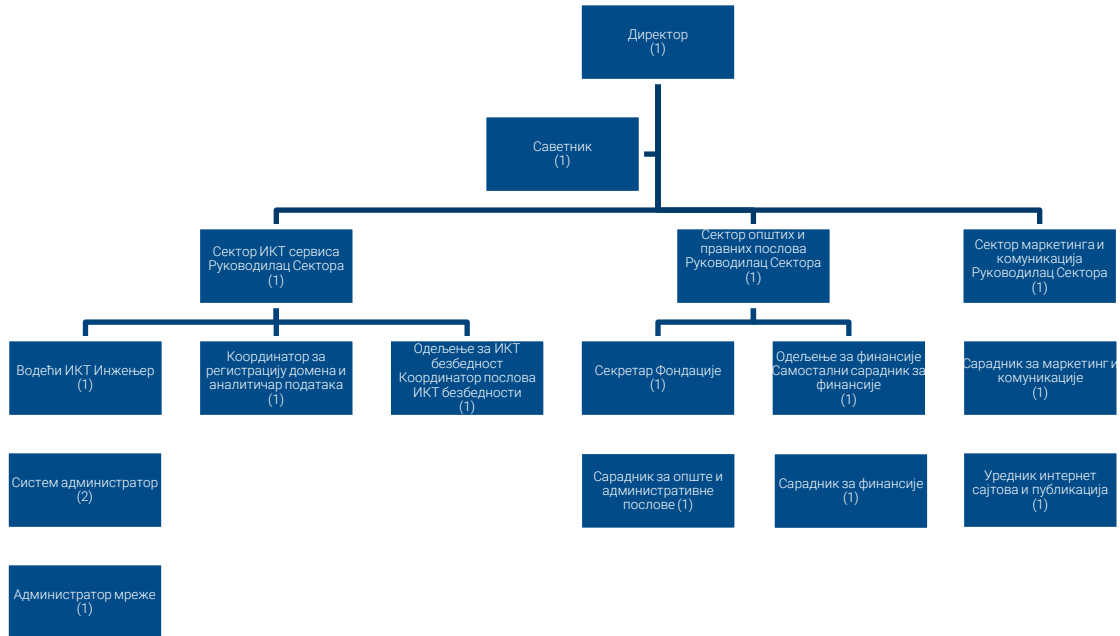 Директор
(1)
Саветник
(1)
Сектор ИКТ сервиса
Руководилац Сектора
(1)
Сектор општих и
правних послова
Руководилац Сектора
(1)
Сектор маркетинга и
комуникација
Руководилац Сектора
(1)
Водећи ИКТ Инжењер
(1)
Координатор за
регистрацију домена и
аналитичар података
(1)
Одељење за ИКТ
безбедност
Координатор послова
ИКТ безбедности
(1)
Секретар Фондације
(1)
Одељење за финансије
Самостални сарадник за
финансије
(1)
Сарадник за маркетинг и
комуникације
(1)
Систем администратор
(2)
Сарадник за опште и
административне
послове (1)
Сарадник за финансије
(1)
Уредник интернет
сајтова и публикација
(1)
Администратор мреже
(1)